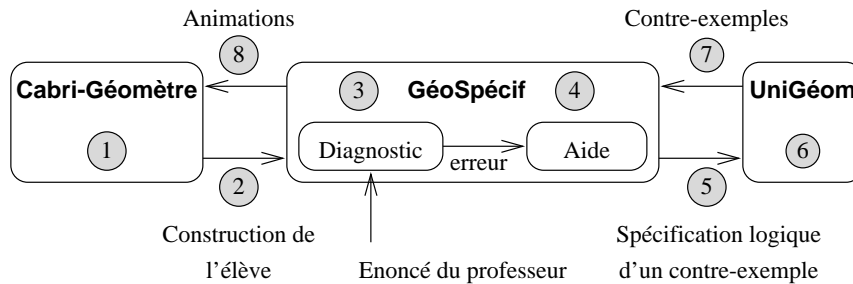 Animations
Contre-exemples
8
7
Cabri-Géomètre
3
GéoSpécif
4
UniGéom
1
Diagnostic
erreur
Aide
6
2
5
Construction de
l'élève
Enoncé du professeur
Spécification logique
d'un contre-exemple